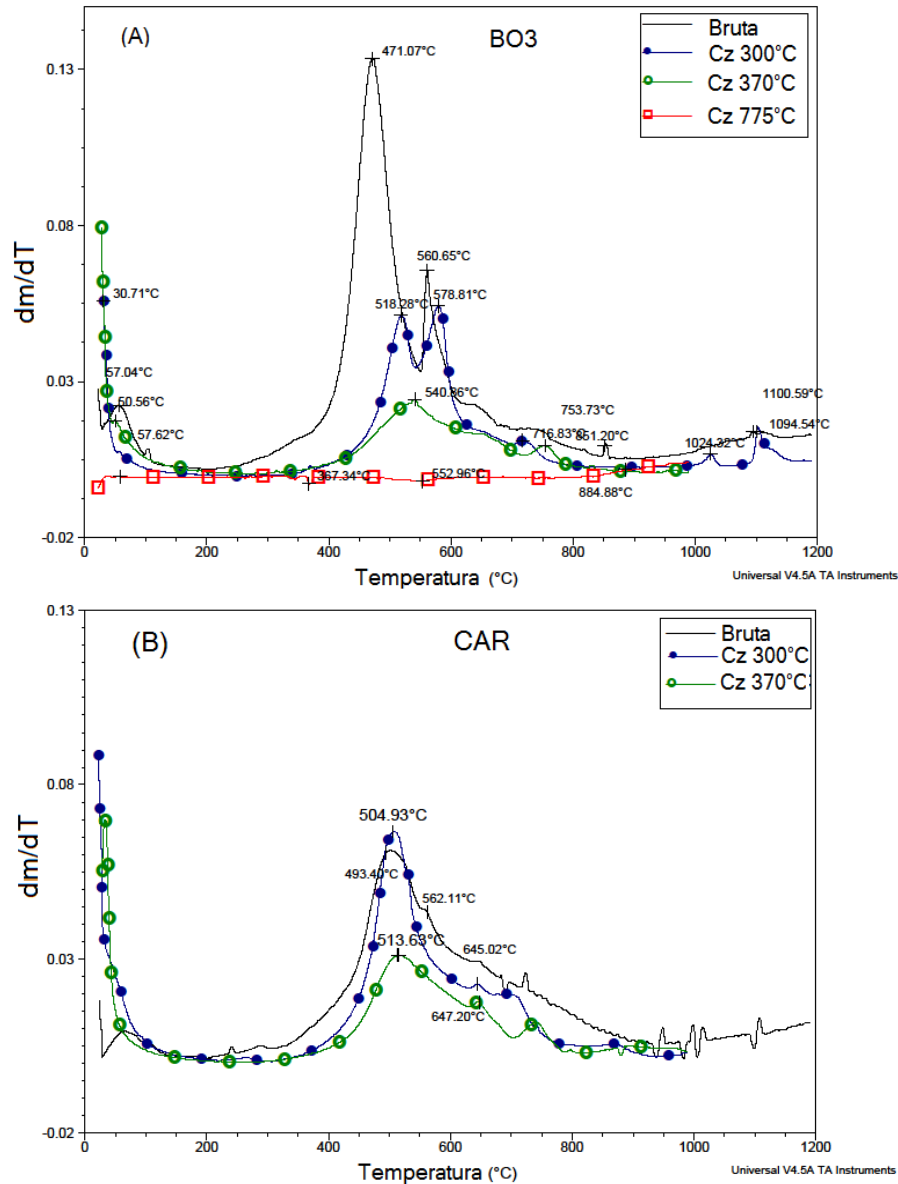 (A)
BO3
Bruta
Cz 300°C
Cz 370°C
Cz 775°C
471.07°C
560.65°C
578.81°C
518.28°C
540.86°C
30.71°C
57.04°C
50.56°C
57.62°C
367.34°C
552.96°C
716.83°C
753.73°C
851.20°C
884.88°C
1024.32°C
1100.59°C
1094.54°C
dm/dT
0.13
0.08
0.03
-0.02
0 200 400 600 800 1000 1200
Temperatura (°C)
Universal V4.5A TA Instruments
(B)
CAR
Bruta
Cz 300°C
Cz 370°C
504.93°C
493.40°C
562.11°C
513.63°C
645.02°C
647.20°C
dm/dT
0.13
0.08
0.03
-0.02
0 200 400 600 800 1000 1200
Temperatura (°C)
Universal V4.5A TA Instruments